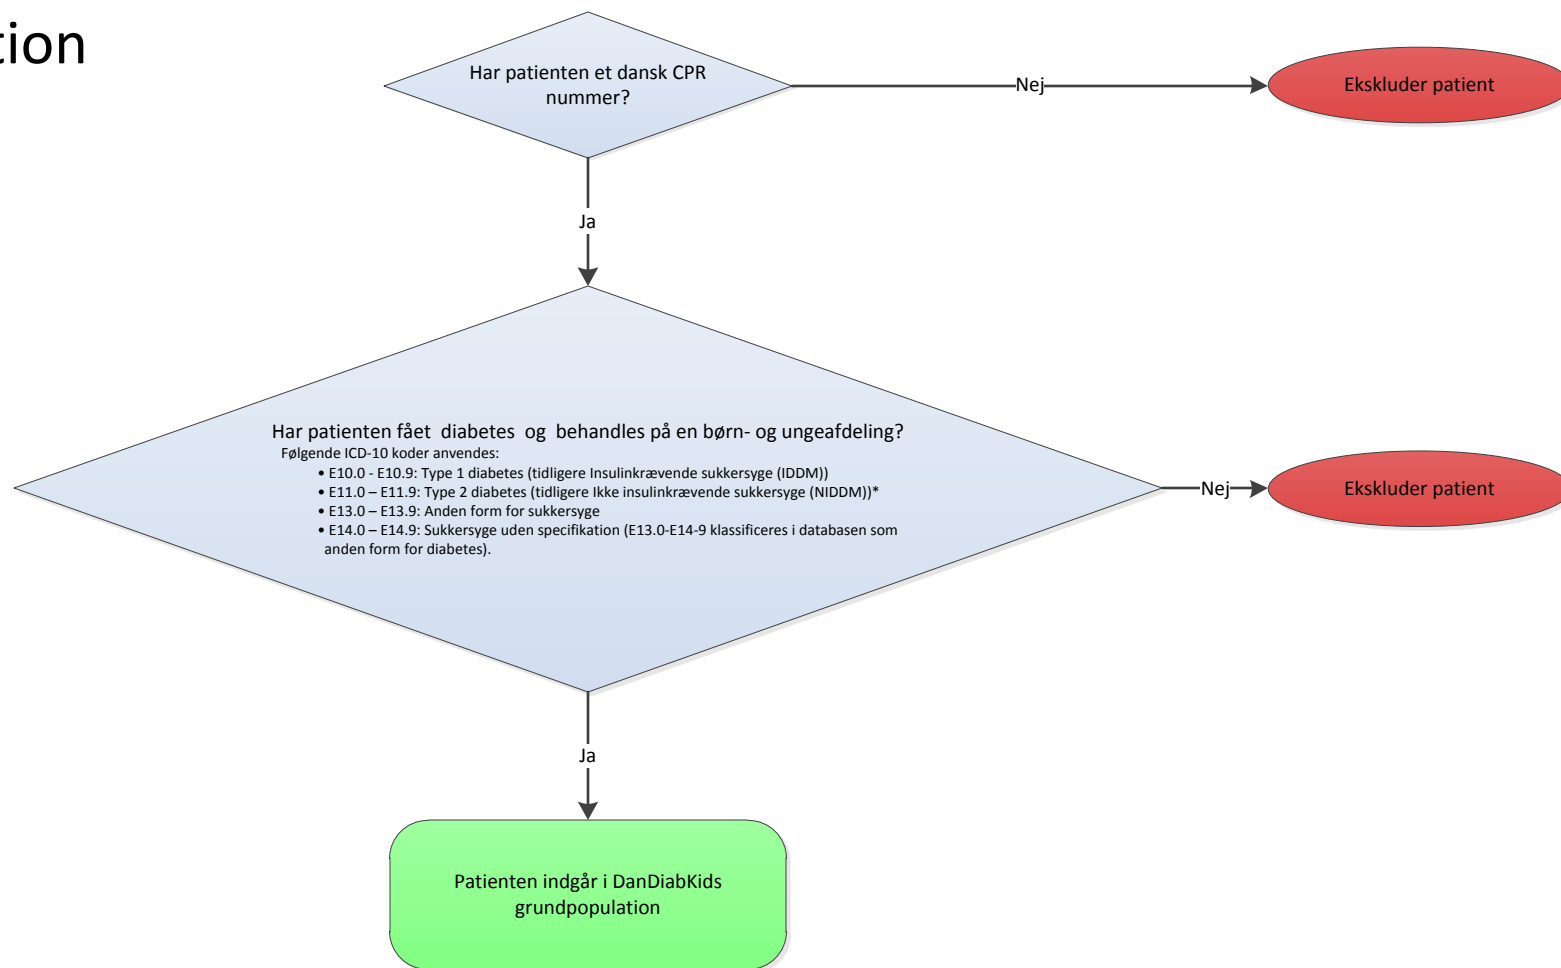 tion
Har patienten et dansk CPR
nummer?
Nej
Ekskluder patient
Ja
Har patienten fået  diabetes  og  behandles på en børn- og ungeafdeling?
Følgende ICD-10 koder anvendes:
• E10.0 - E10.9: Type 1 diabetes (tidligere Insulinkrævende sukkersyge (IDDM))
• E11.0 – E11.9: Type 2 diabetes (tidligere Ikke insulinkrævende sukkersyge (NIDDM))*
• E13.0 – E13.9: Anden form for sukkersyge
• E14.0 – E14.9: Sukkersyge uden specifikation (E13.0-E14-9 klassificeres i databasen som
anden form for diabetes).
Nej
Ekskluder patient
Ja
Patienten indgår i DanDiabKids
grundpopulation